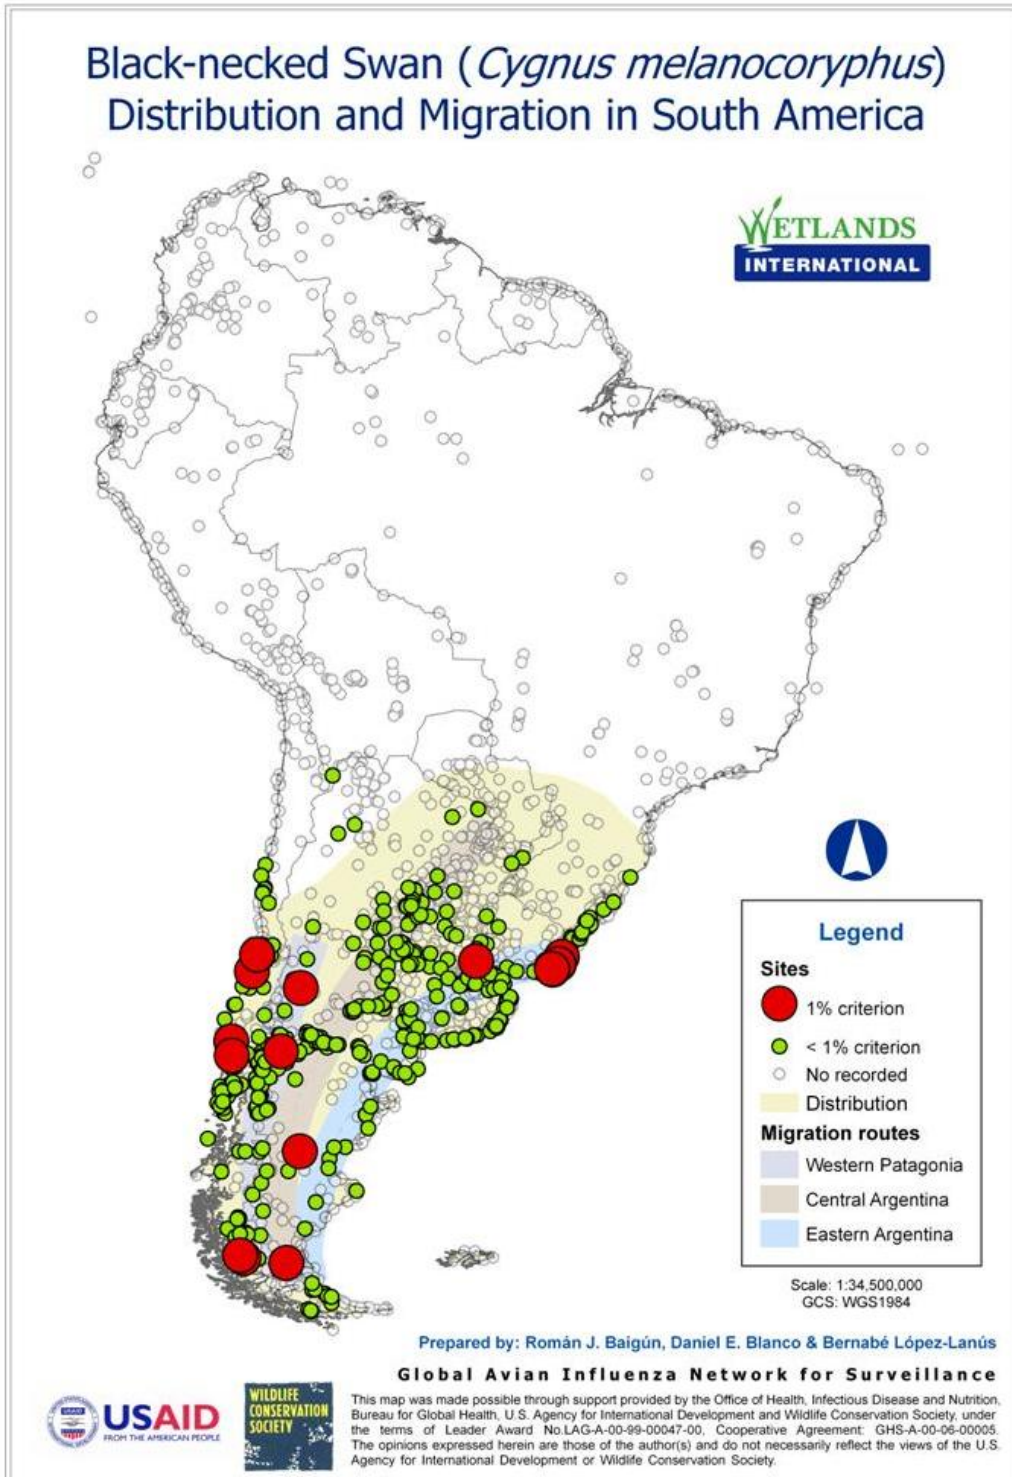 Black-necked Swan (Cygnus melanocoryphus)
Distribution and Migration in South America
WETLANDS
INTERNATIONAL
Legend
Sites
1% criterion
< 1% criterion
No recorded
Distribution
Migration routes
Western Patagonia
Central Argentina
Eastern Argentina
Scale: 1:34,500,000
GCS: WGS1984
Prepared by: Román J. Baigún, Daniel E. Blanco & Bernabé López-Lanús
Global Avian Influenza Network for Surveillance
USAID
FROM THE AMERICAN PEOPLE
WILDLIFE
CONSERVATION
SOCIETY
This map was made possible through support provided by the Office of Health, Infectious Disease and Nutrition,
Bureau for Global Health, U.S. Agency for International Development and Wildlife Conservation Society, under
the terms of Leader Award No.LAG-A-00-99-00047-00, Cooperative Agreement: GHS-A-00-06-00005.
The opinions expressed herein are those of the author(s) and do not necessarily reflect the views of the U.S.
Agency for International Development or Wildlife Conservation Society.